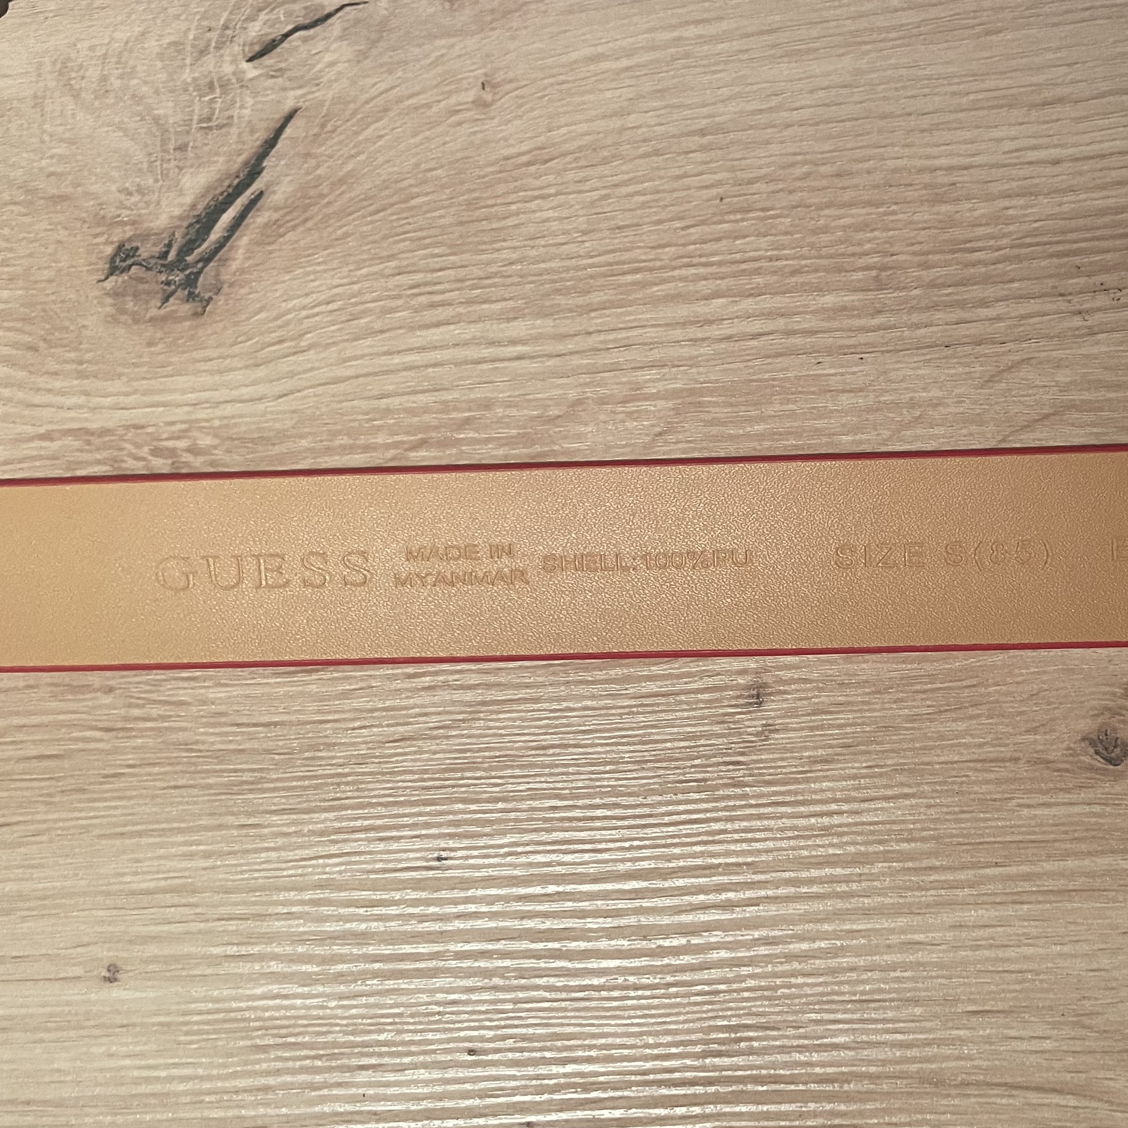 GUESS
MADE IN
MYANMAR
SHELL:100%PU
SIZE S(85)